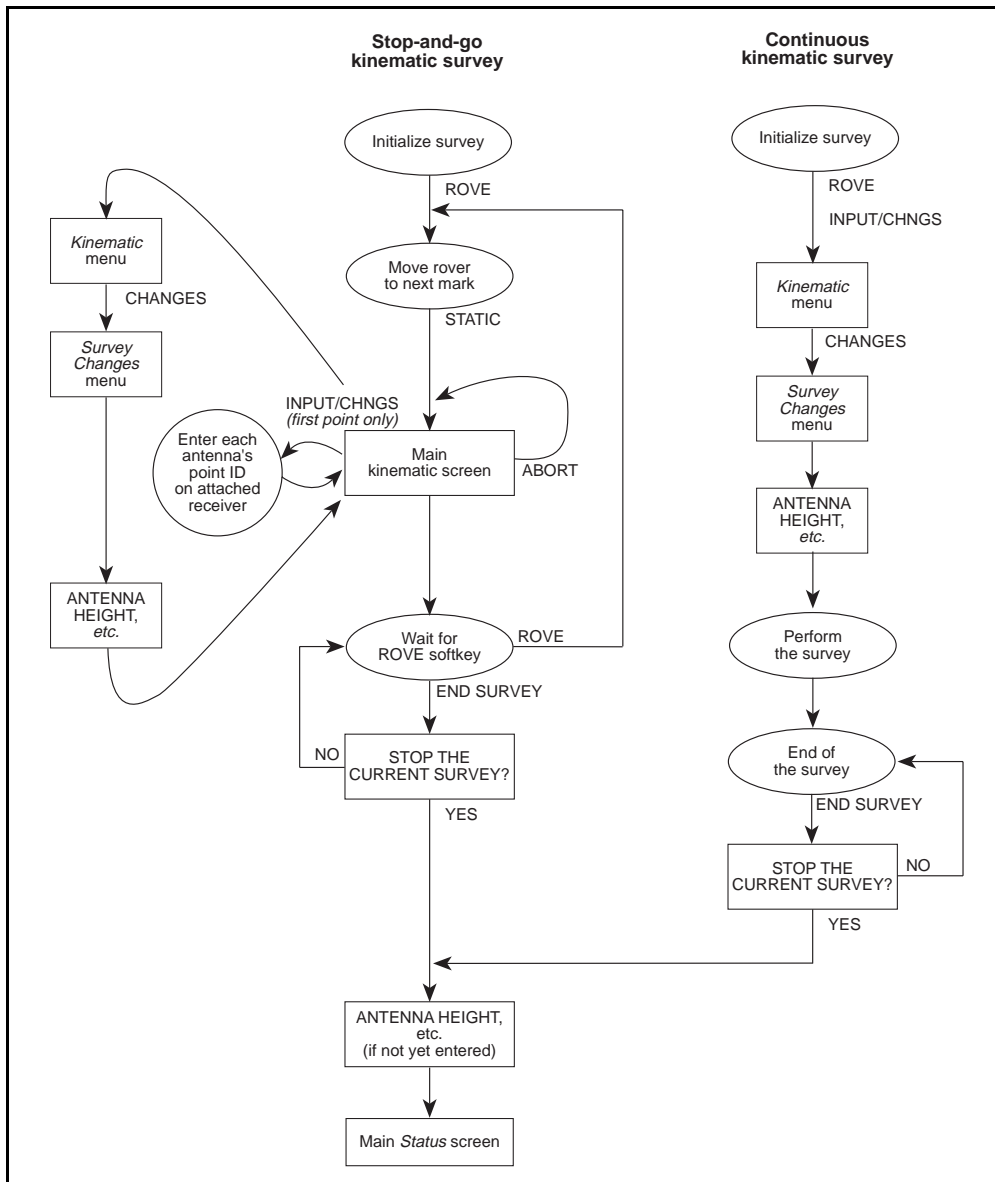 Stop-and-go
kinematic survey
Continuous
kinematic survey
Initialize survey
Initialize survey
ROVE
ROVE
INPUT/CHNGS
Kinematic
menu
Move rover
to next mark
Kinematic
menu
CHANGES
STATIC
CHANGES
Survey
Changes
menu
Survey
Changes
menu
INPUT/CHNGS
(first point only)
Enter each
antenna's
point ID
on attached
receiver
Main
kinematic screen
ABORT
ANTENNA
HEIGHT,
etc.
ANTENNA
HEIGHT,
etc.
Wait for
ROVE softkey
ROVE
Perform
the survey
END SURVEY
NO
STOP THE
CURRENT SURVEY?
End of
the survey
YES
END SURVEY
STOP THE
CURRENT SURVEY?
NO
YES
ANTENNA HEIGHT,
etc.
(if not yet entered)
Main Status screen